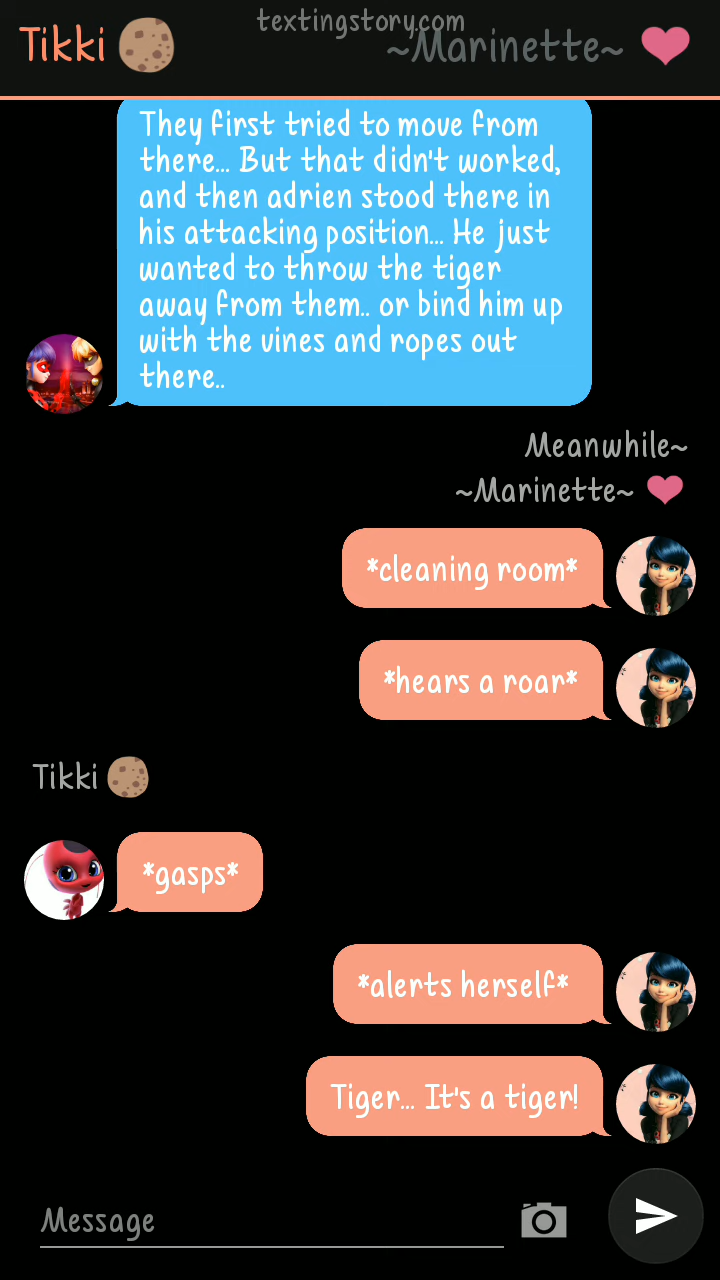 textingstory.com
Tikki 🍪 ~Marinette~ 💗
They first tried to move from
there... But that didn't worked,
and then adrien stood there in
his attacking position... He just
wanted to throw the tiger
away from them.. or bind him up
with the vines and ropes out
there..
Meanwhile~
~Marinette~ 💗
*cleaning room*
*hears a roar*
Tikki 🍪
*gasps*
*alerts herself*
Tiger... It's a tiger!
Message